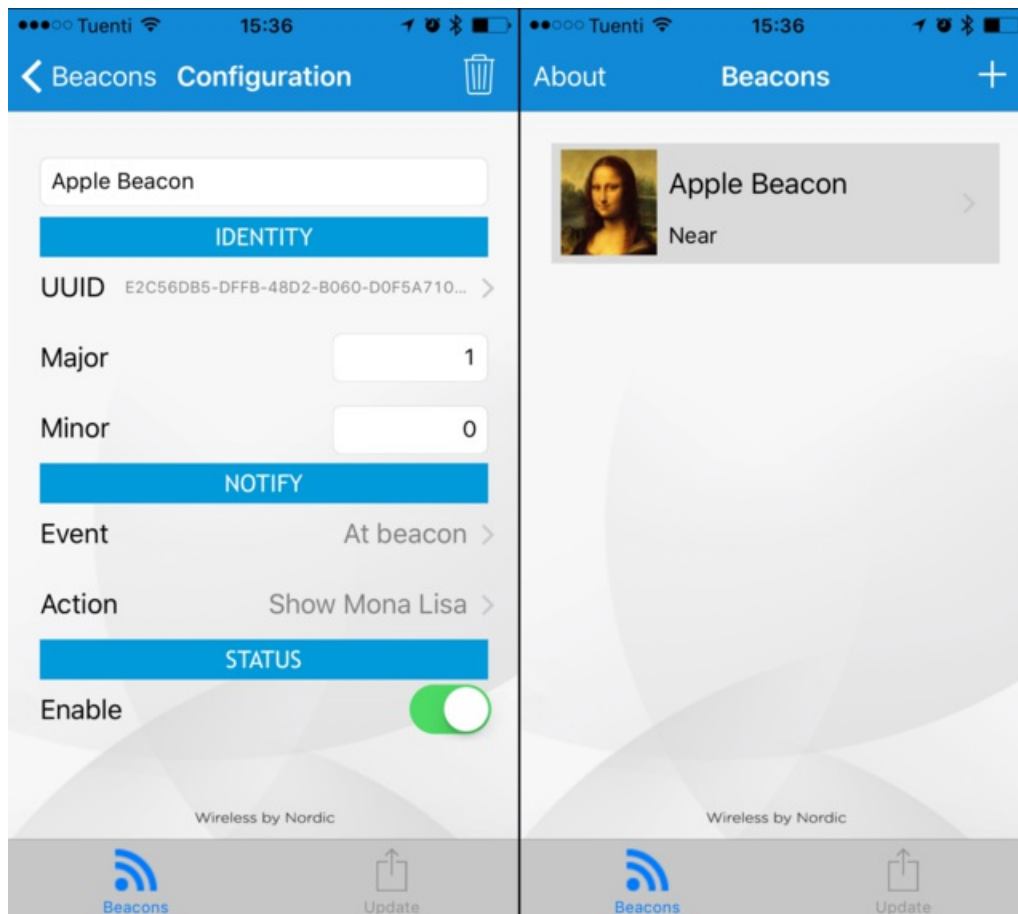 Tuenti 15:36
Beacons Configuration
Apple Beacon
IDENTITY
UUID E2C56DB5-DFFB-48D2-B060-D0F5A710...
Major 1
Minor 0
NOTIFY
Event At beacon
Action Show Mona Lisa
STATUS
Enable
Wireless by Nordic
Beacons Update
Tuenti 15:36
About Beacons +
Apple Beacon
Near
Wireless by Nordic
Beacons Update